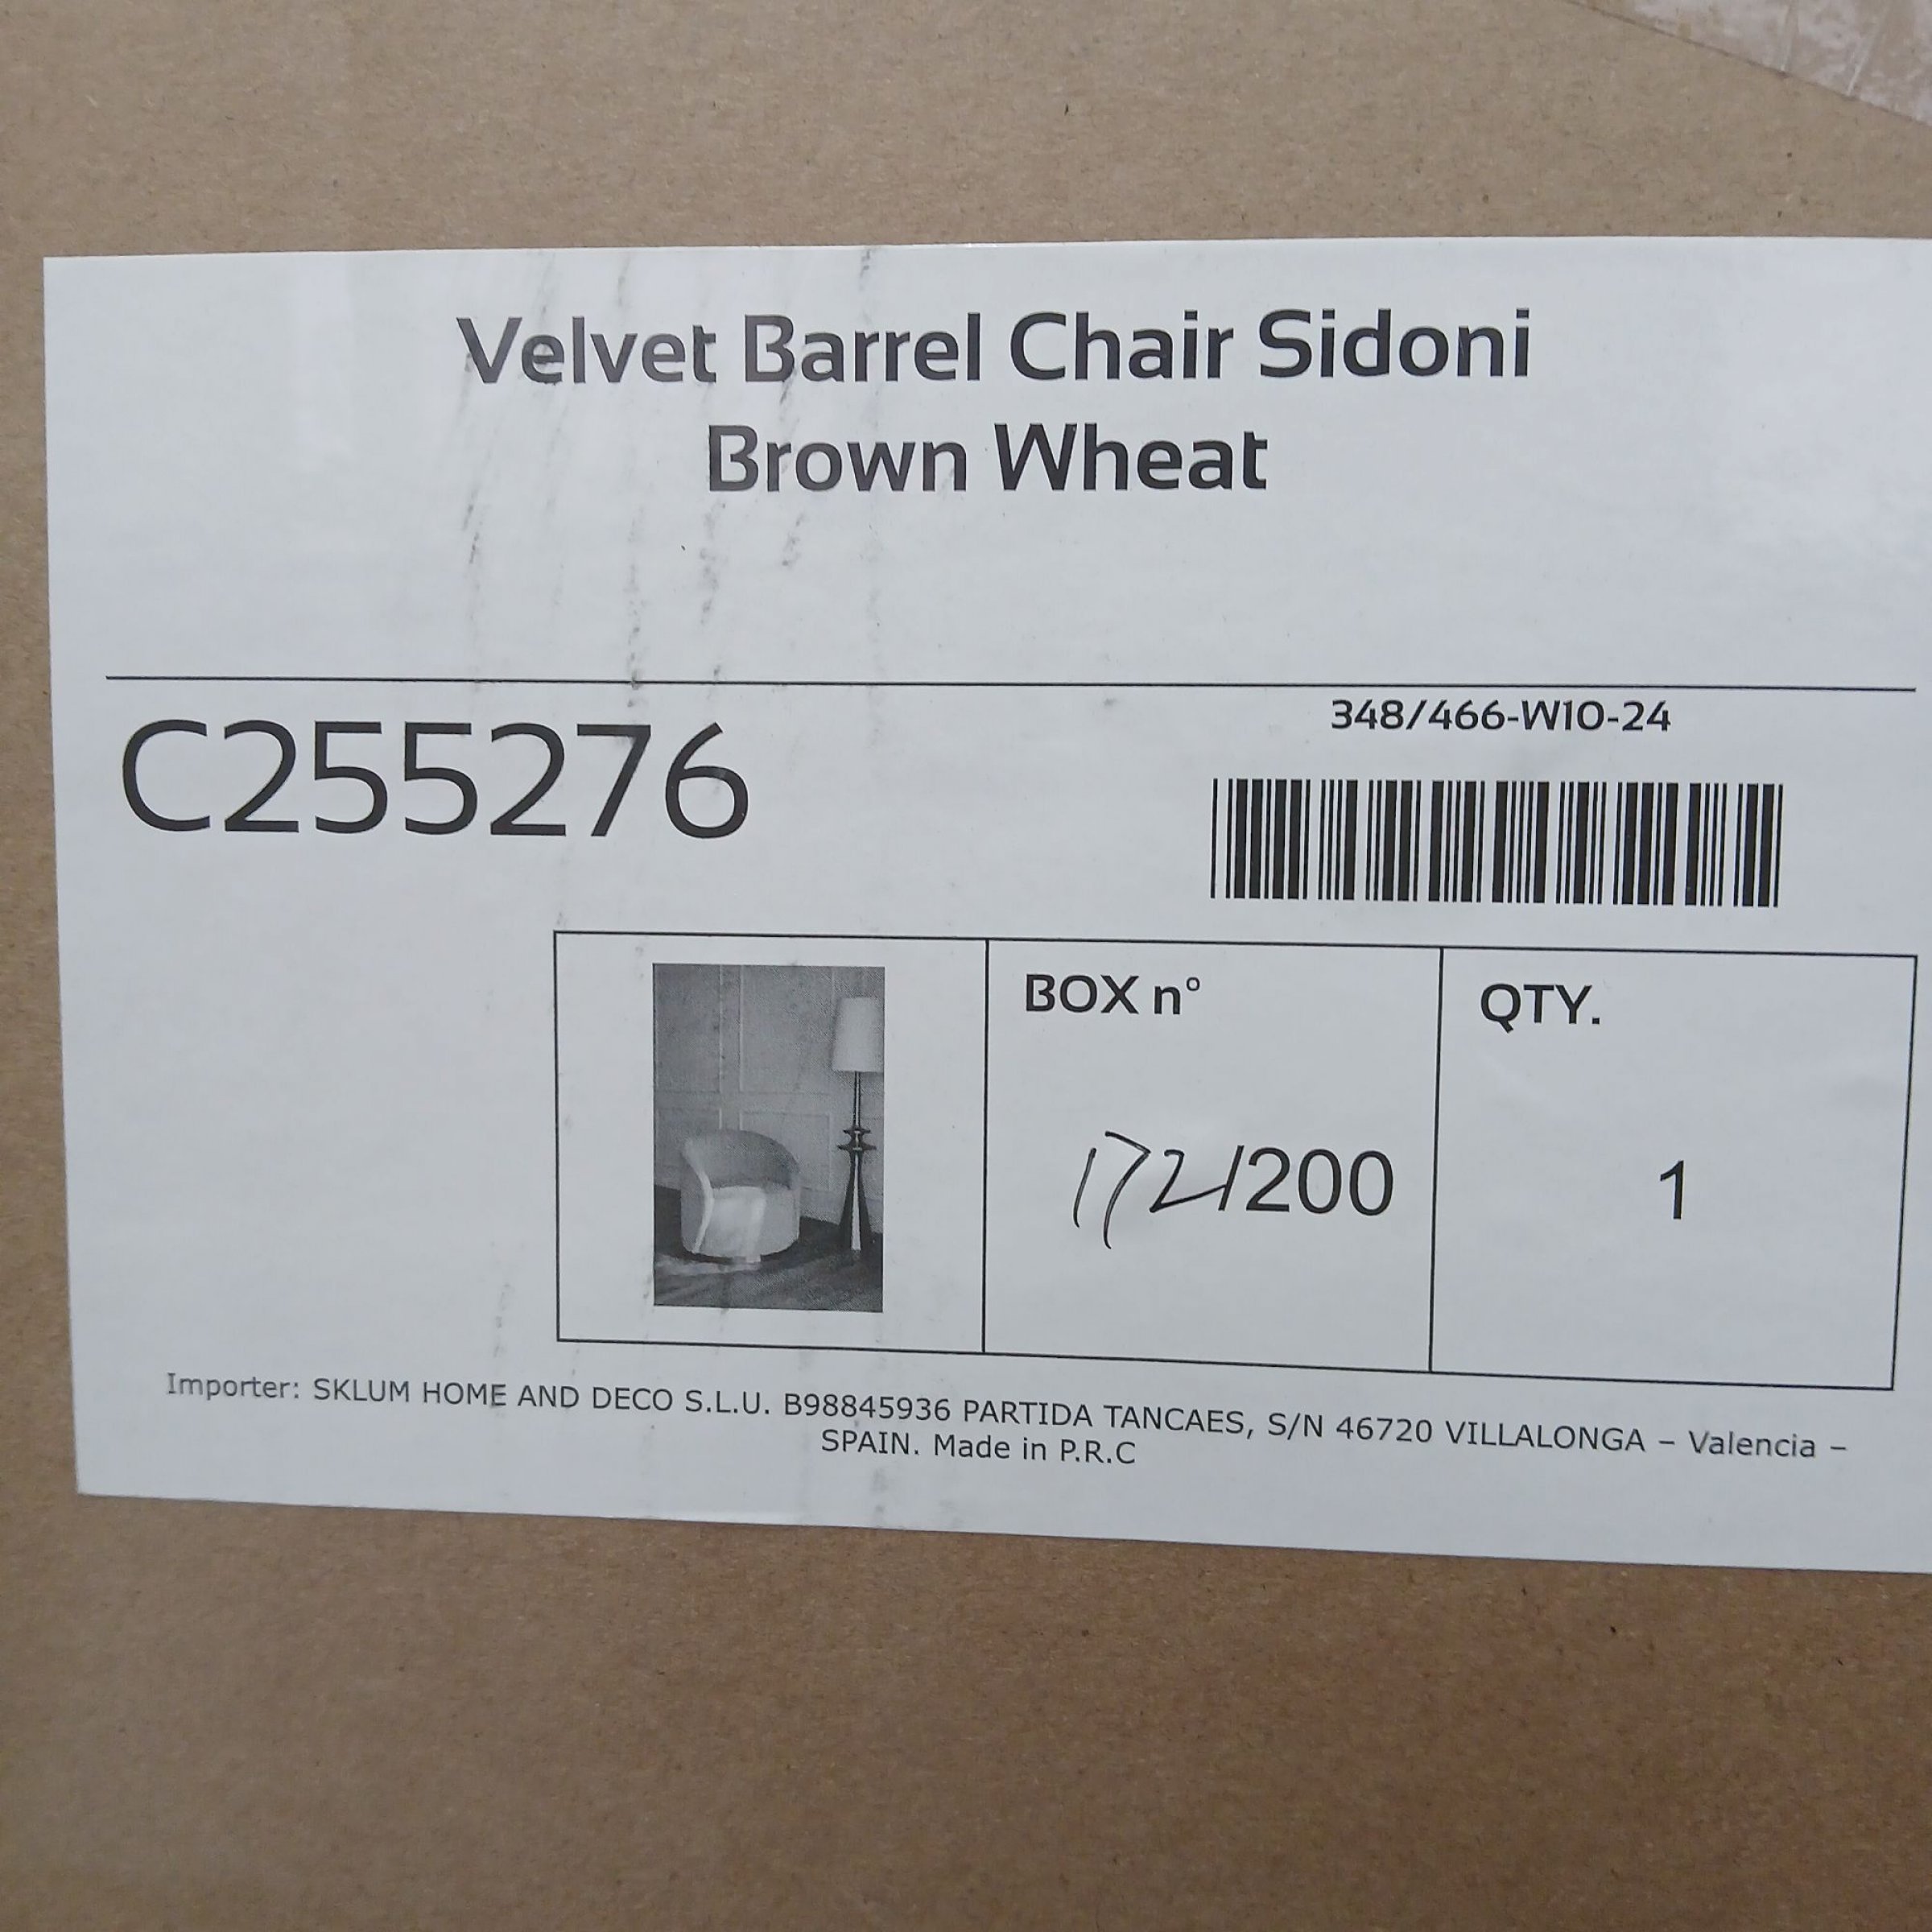 Velvet Barrel Chair Sidoni
Brown Wheat
C255276
348/466-W10-24
BOX nº
172/200
QTY.
1
Importer: SKLUM HOME AND DECO S.L.U. B98845936 PARTIDA TANCAES, S/N 46720 VILLALONGA – Valencia –
SPAIN. Made in P.R.C